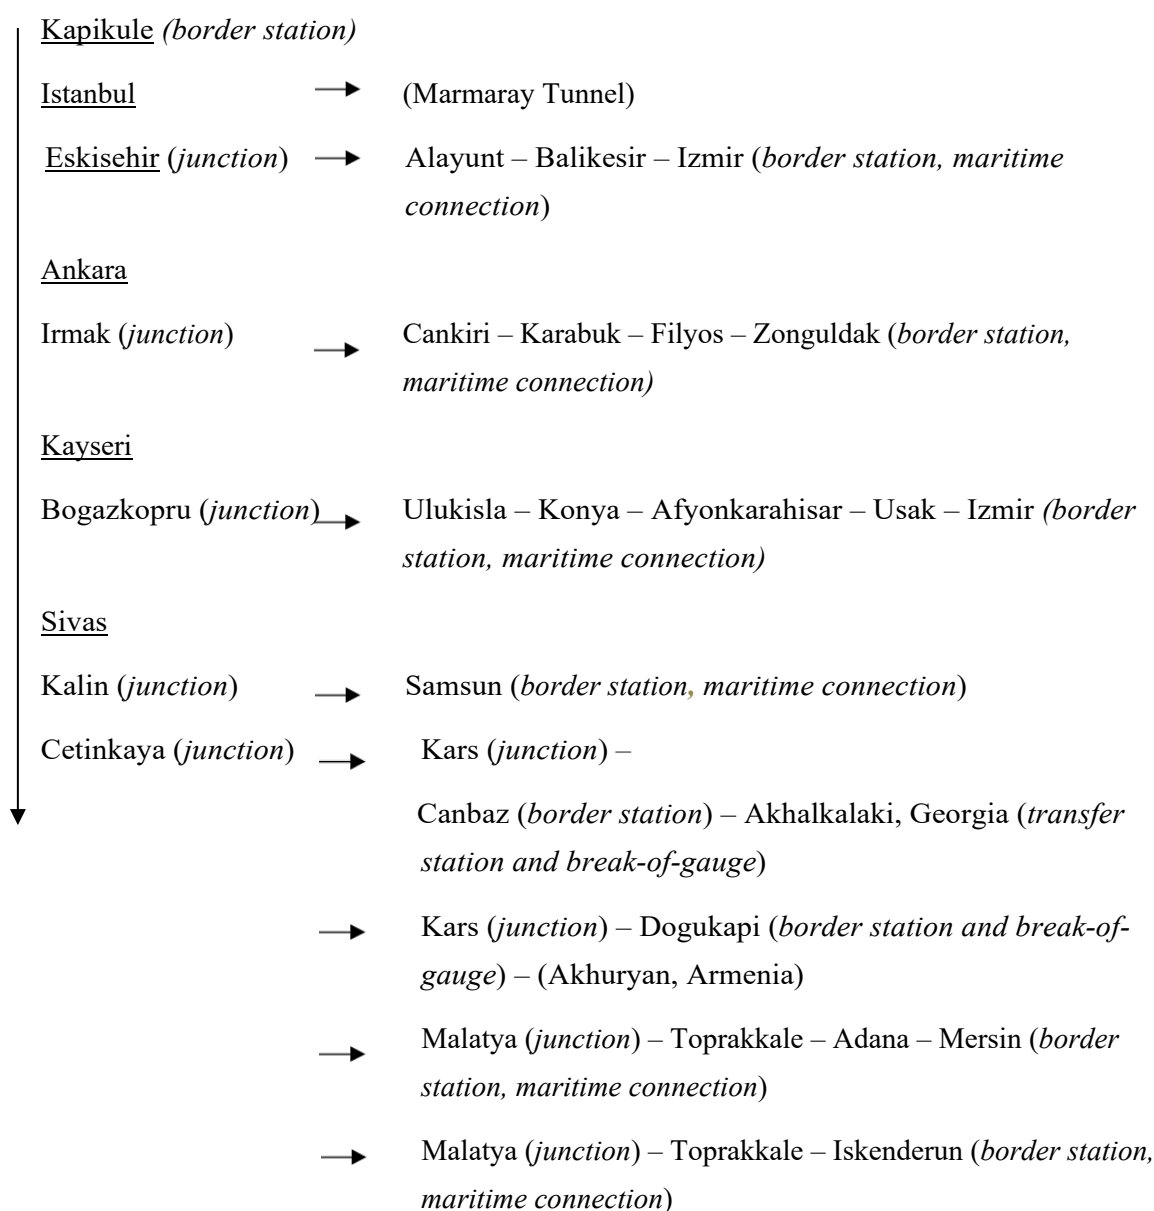 Kapikule (border station)
Istanbul (Marmaray Tunnel)
Eskisehir (junction) Alayunt – Balikesir – Izmir (border station, maritime
connection)
Ankara
Irmak (junction) Cankiri – Karabuk – Filyos – Zonguldak (border station,
maritime connection)
Kayseri
Bogazkopru (junction) Ulukisla – Konya – Afyonkarahisar – Usak – Izmir (border
station, maritime connection)
Sivas
Kalin (junction) Samsun (border station, maritime connection)
Cetinkaya (junction) Kars (junction) –
Canbaz (border station) – Akhalkalaki, Georgia (transfer
station and break-of-gauge)
Kars (junction) – Dogukapi (border station and break-of-
gauge) – (Akhuryan, Armenia)
Malatya (junction) – Toprakkale – Adana – Mersin (border
station, maritime connection)
Malatya (junction) – Toprakkale – Iskenderun (border station,
maritime connection)